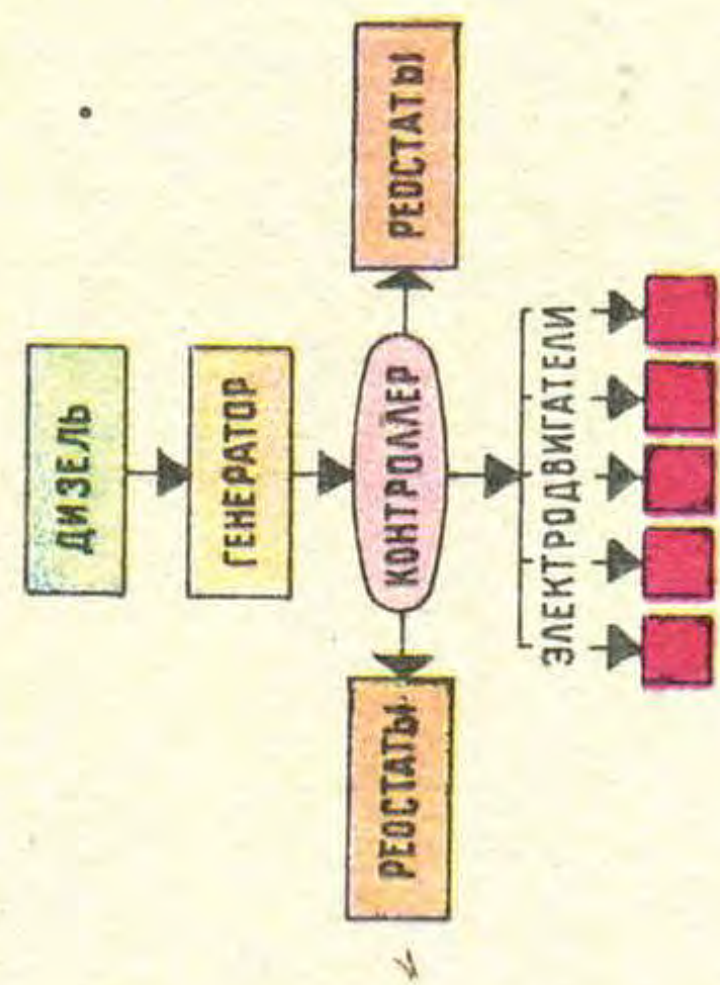 ДИЗЕЛЬ
ГЕНЕРАТОР
РЕОСТАТЫ
КОНТРОЛЛЕР
РЕОСТАТЫ
ЭЛЕКТРОДВИГАТЕЛИ